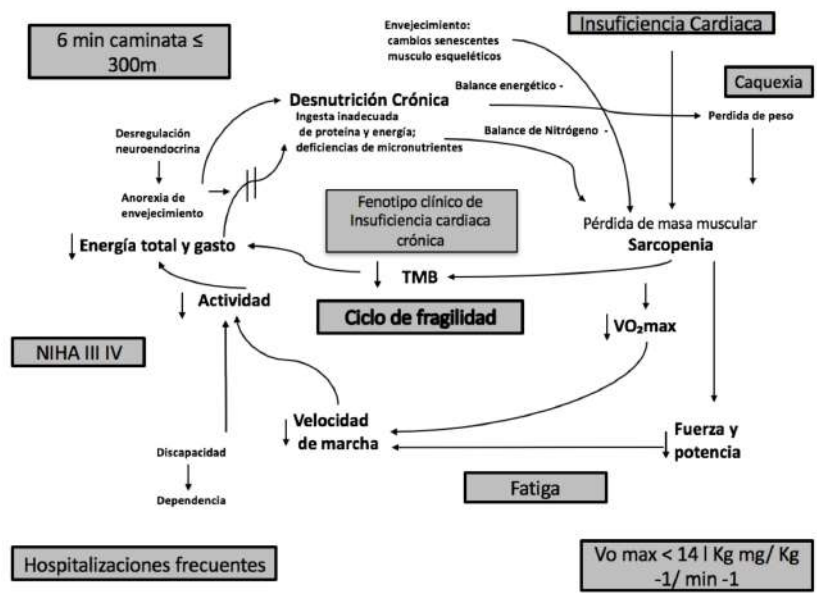 6 min caminata ≤
300m
Envejecimiento:
cambios senescentes
musculo esqueléticos
Insuficiencia Cardiaca
Caquexia
Balance energético -
Desnutrición Crónica
Ingesta inadecuada
de proteína y energía;
deficiencias de micronutrientes
Balance de Nitrógeno -
Perdida de peso
Desregulación
neuroendocrina
Anorexia de
envejecimiento
Fenotipo clínico de
Insuficiencia cardiaca
crónica
Pérdida de masa muscular
Sarcopenia
Energía total y gasto
TMB
Actividad
Ciclo de fragilidad
VO₂max
NIHA III IV
Velocidad
de marcha
Fuerza y
potencia
Discapacidad
Dependencia
Fatiga
Hospitalizaciones frecuentes
Vo max < 14 l Kg mg/ Kg
-1/ min -1